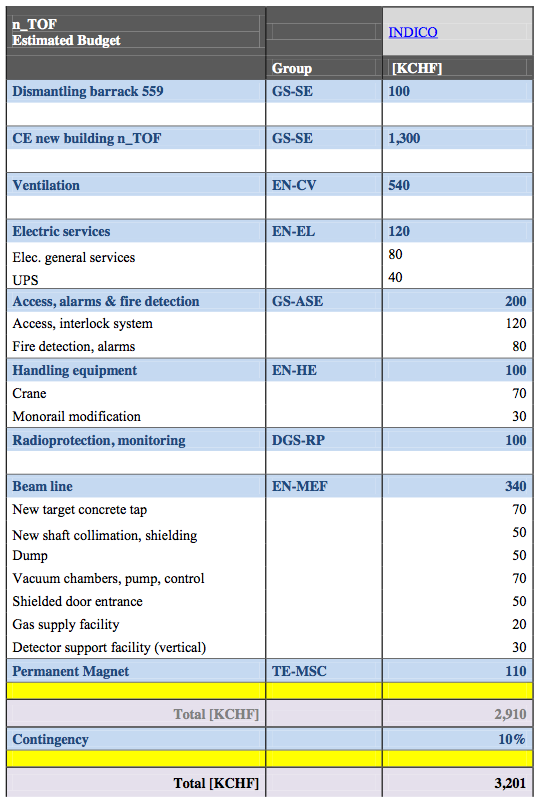 n_TOF
Estimated Budget INDICO
Group [KCHF]
Dismantling barrack 559 GS-SE 100
CE new building n_TOF GS-SE 1,300
Ventilation EN-CV 540
Electric services EN-EL 120
Elec. general services 80
UPS 40
Access, alarms & fire detection GS-ASE 200
Access, interlock system 120
Fire detection, alarms 80
Handling equipment EN-HE 100
Crane 70
Monorail modification 30
Radioprotection, monitoring DGS-RP 100
Beam line EN-MEF 340
New target concrete tap 70
New shaft collimation, shielding 50
Dump 50
Vacuum chambers, pump, control 70
Shielded door entrance 50
Gas supply facility 20
Detector support facility (vertical) 30
Permanent Magnet TE-MSC 110
Total [KCHF] 2,910
Contingency 10%
Total [KCHF] 3,201